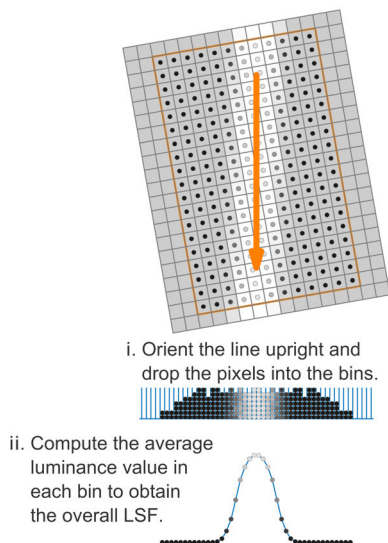 i. Orient the line upright and
drop the pixels into the bins.
ii. Compute the average
luminance value in
each bin to obtain
the overall LSF.